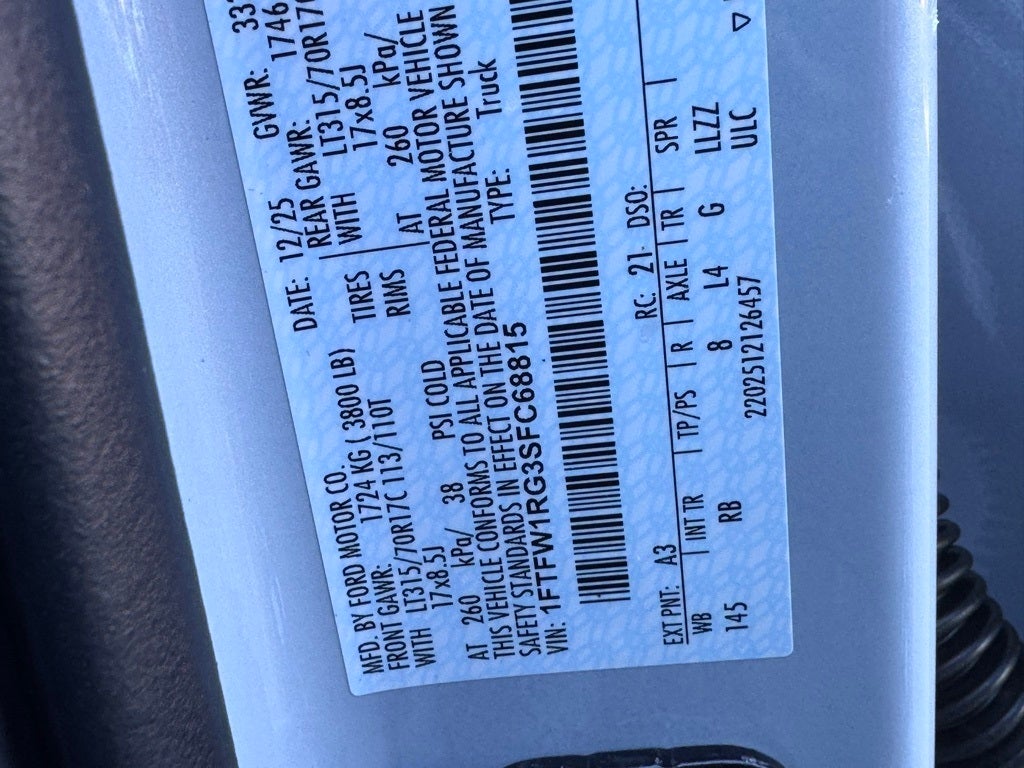 MFD. BY FORD MOTOR CO. DATE: 12/25 GVWR:
FRONT GAWR: 1724 KG ( 3800 LB) REAR GAWR: 1746
WITH LT315/70R17C 113/110T TIRES WITH LT315/70R17C
17x8.5J RIMS 17x8.5J
AT 260 kPa/ 38 PSI COLD AT 260 kPa/
THIS VEHICLE CONFORMS TO ALL APPLICABLE FEDERAL MOTOR VEHICLE
SAFETY STANDARDS IN EFFECT ON THE DATE OF MANUFACTURE SHOWN
VIN: 1FTFW1RG3SFC68815 TYPE: Truck
EXT PNT: A3 RC: 21 DSO:
WB | INT TR | TP/PS | R | AXLE | TR | SPR |
145 RB 8 L4 G LLZZ
2202512126457 ULC